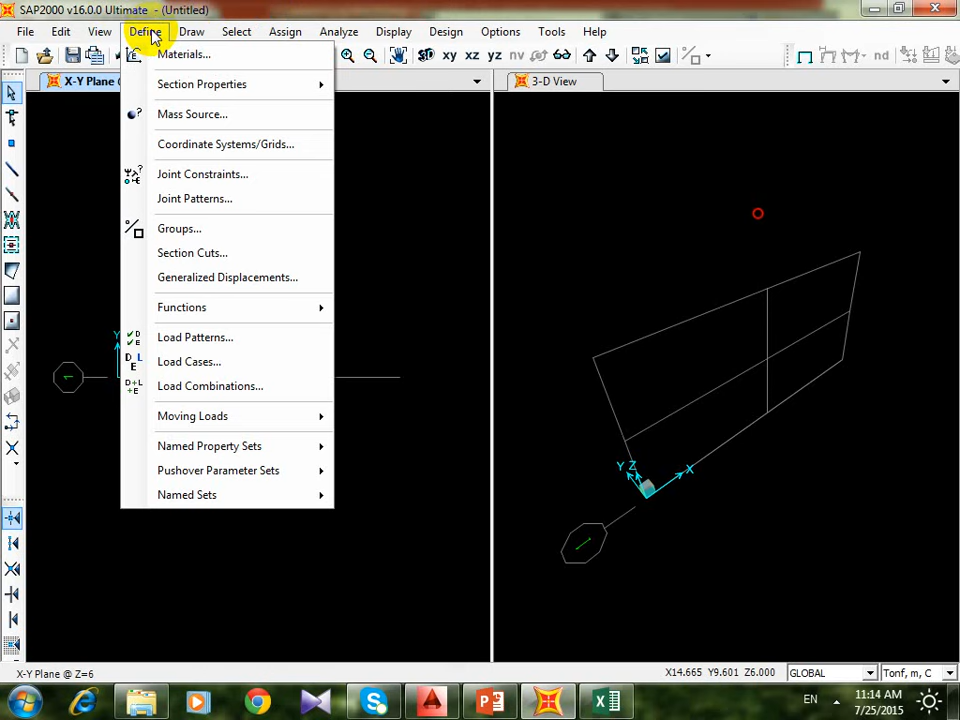 SAP2000 v16.0.0 Ultimate - (Untitled)
File Edit View Define Draw Select Assign Analyze Display Design Options Tools Help
3D xy xz yz nv nd
X-Y Plane @
3-D View
Materials...
Section Properties
Mass Source...
Coordinate Systems/Grids...
Joint Constraints...
Joint Patterns...
Groups...
Section Cuts...
Generalized Displacements...
Functions
Load Patterns...
Load Cases...
Load Combinations...
Moving Loads
Named Property Sets
Pushover Parameter Sets
Named Sets
Y
Y Z X
X-Y Plane @ Z=6
X14.665 Y9.601 Z6.000
GLOBAL
Tonf, m, C
EN
11:14 AM
7/25/2015